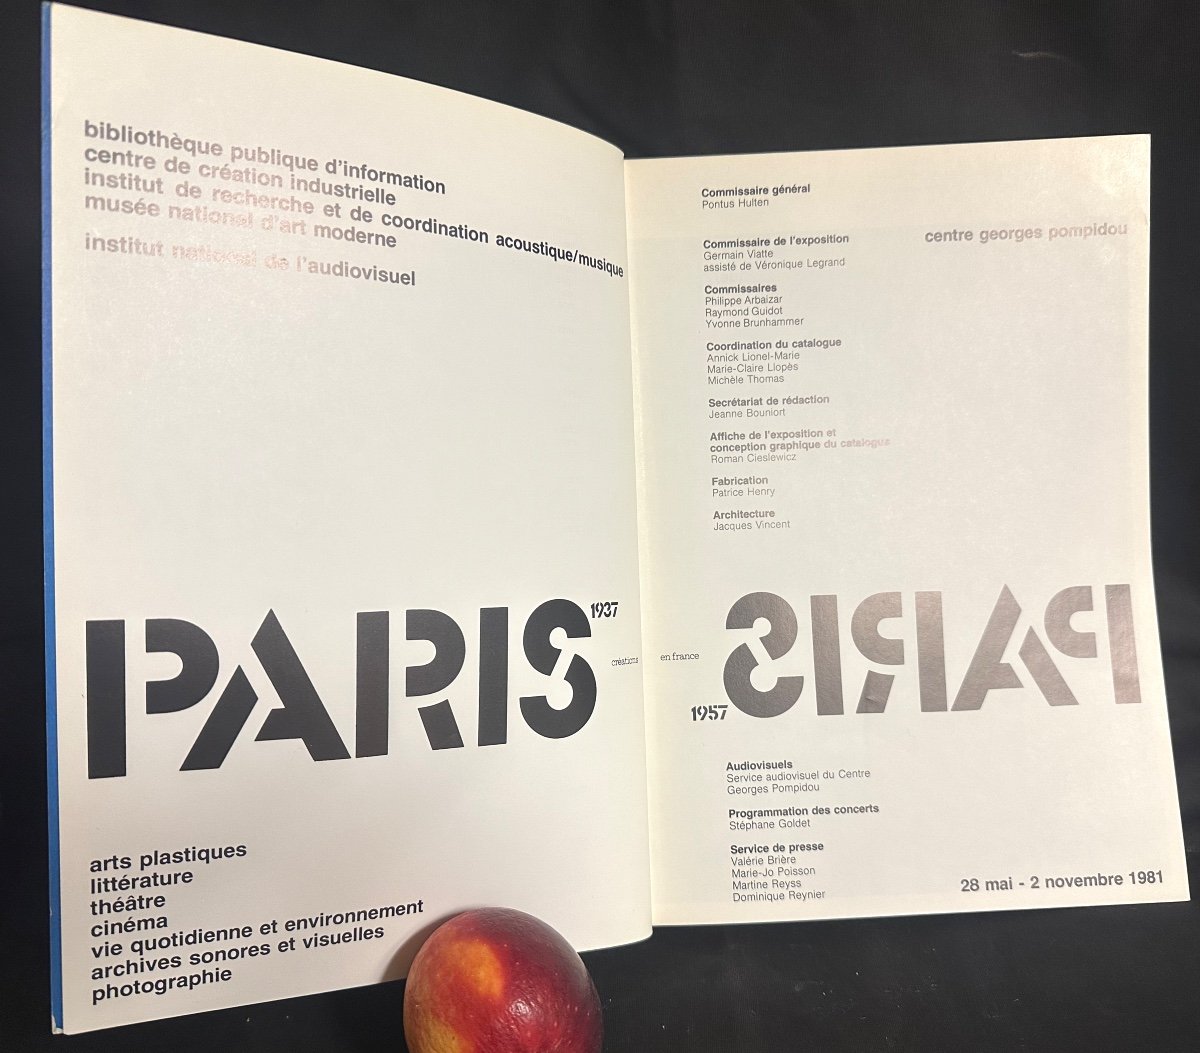 bibliothèque publique d'information
centre de création industrielle
institut de recherche et de coordination acoustique/musique
musée national d'art moderne
institut national de l'audiovisuel
PARIS
1937
créations
arts plastiques
littérature
théâtre
cinéma
vie quotidienne et environnement
archives sonores et visuelles
photographie
Commissaire général
Pontus Hulten
centre georges pompidou
Commissaire de l'exposition
Germain Viatte
assisté de Véronique Legrand
Commissaires
Philippe Arbaizar
Raymond Guidot
Yvonne Brunhammer
Coordination du catalogue
Annick Lionel-Marie
Marie-Claire Llopès
Michèle Thomas
Secrétariat de rédaction
Jeanne Bouniort
Affiche de l'exposition et
conception graphique du catalogue
Roman Cieslewicz
Fabrication
Patrice Henry
Architecture
Jacques Vincent
en france
1957
PARIS
Audiovisuels
Service audiovisuel du Centre
Georges Pompidou
Programmation des concerts
Stéphane Goldet
Service de presse
Valérie Brière
Marie-Jo Poisson
Martine Reyss
Dominique Reynier
28 mai - 2 novembre 1981